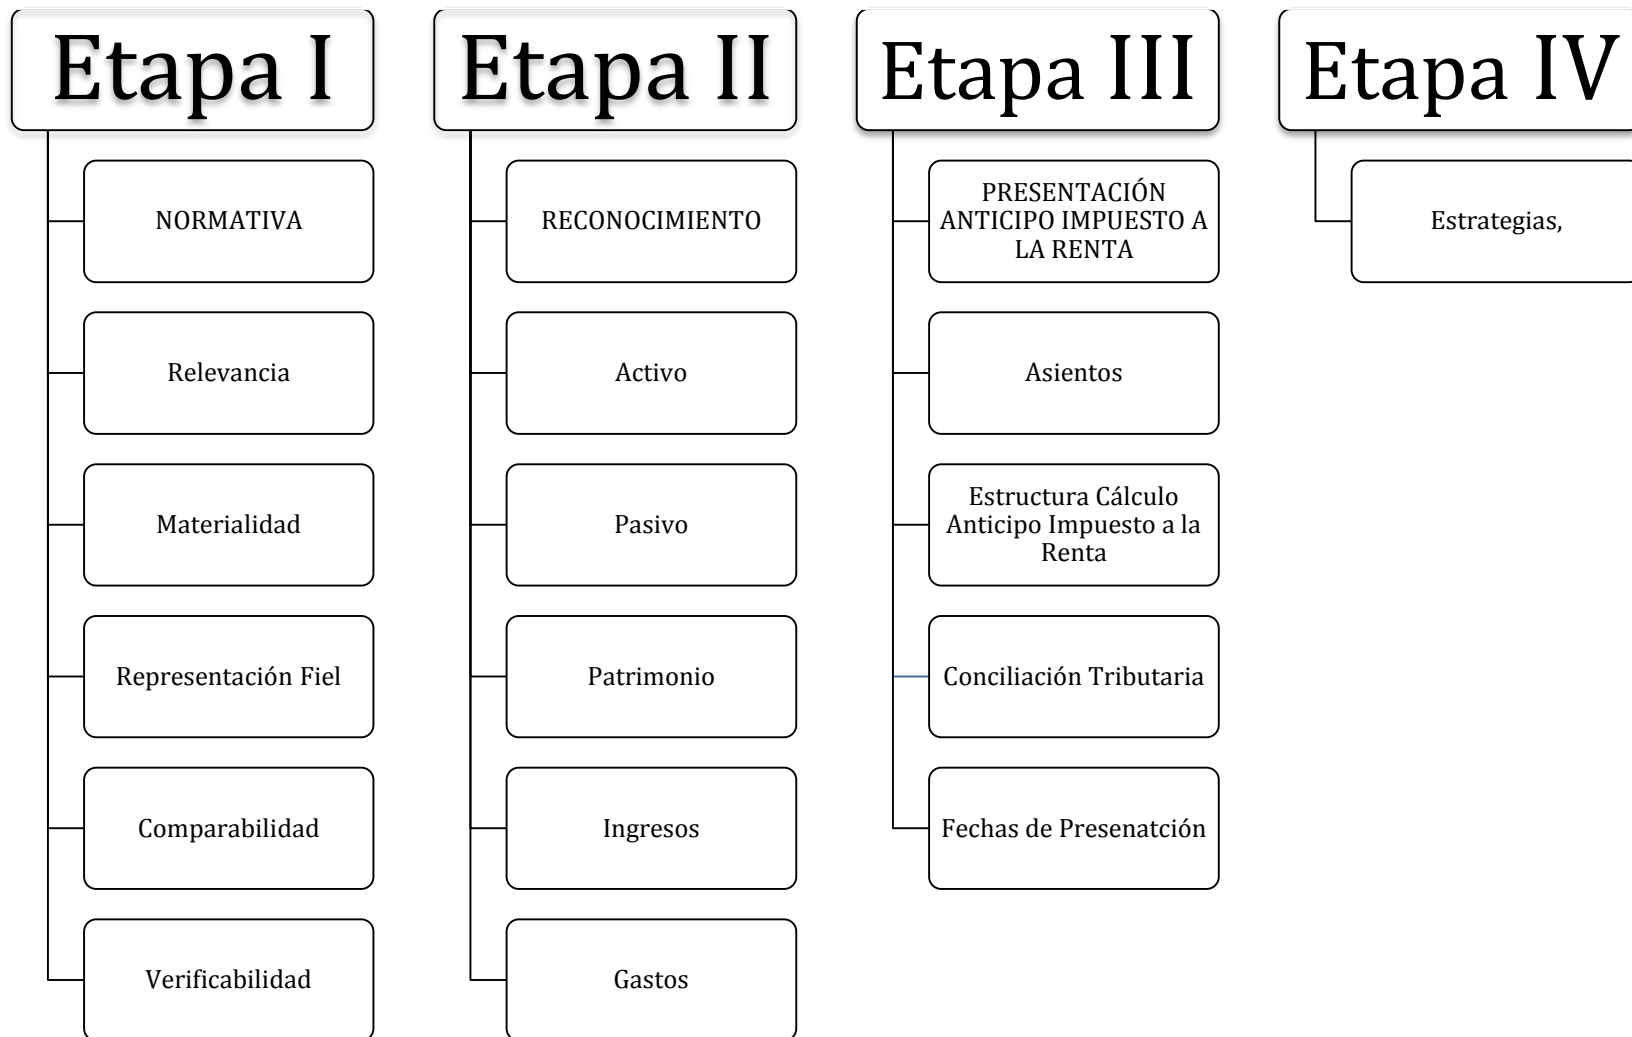 Etapa I
NORMATIVA
Relevancia
Materialidad
Representación Fiel
Comparabilidad
Verificabilidad
Etapa II
RECONOCIMIENTO
Activo
Pasivo
Patrimonio
Ingresos
Gastos
Etapa III
PRESENTACIÓN
ANTICIPO IMPUESTO A
LA RENTA
Asientos
Estructura Cálculo
Anticipo Impuesto a la
Renta
Conciliación Tributaria
Fechas de Presenatción
Etapa IV
Estrategias,